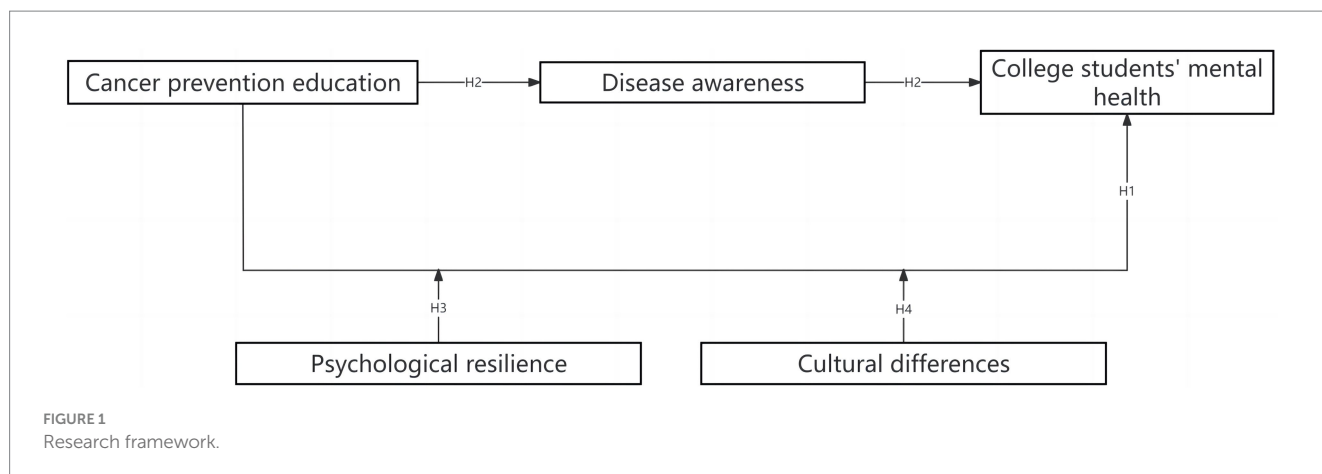 Cancer prevention education
H2
Disease awareness
H2
College students' mental
health
H1
H3
H4
Psychological resilience
Cultural differences
FIGURE 1
Research framework.